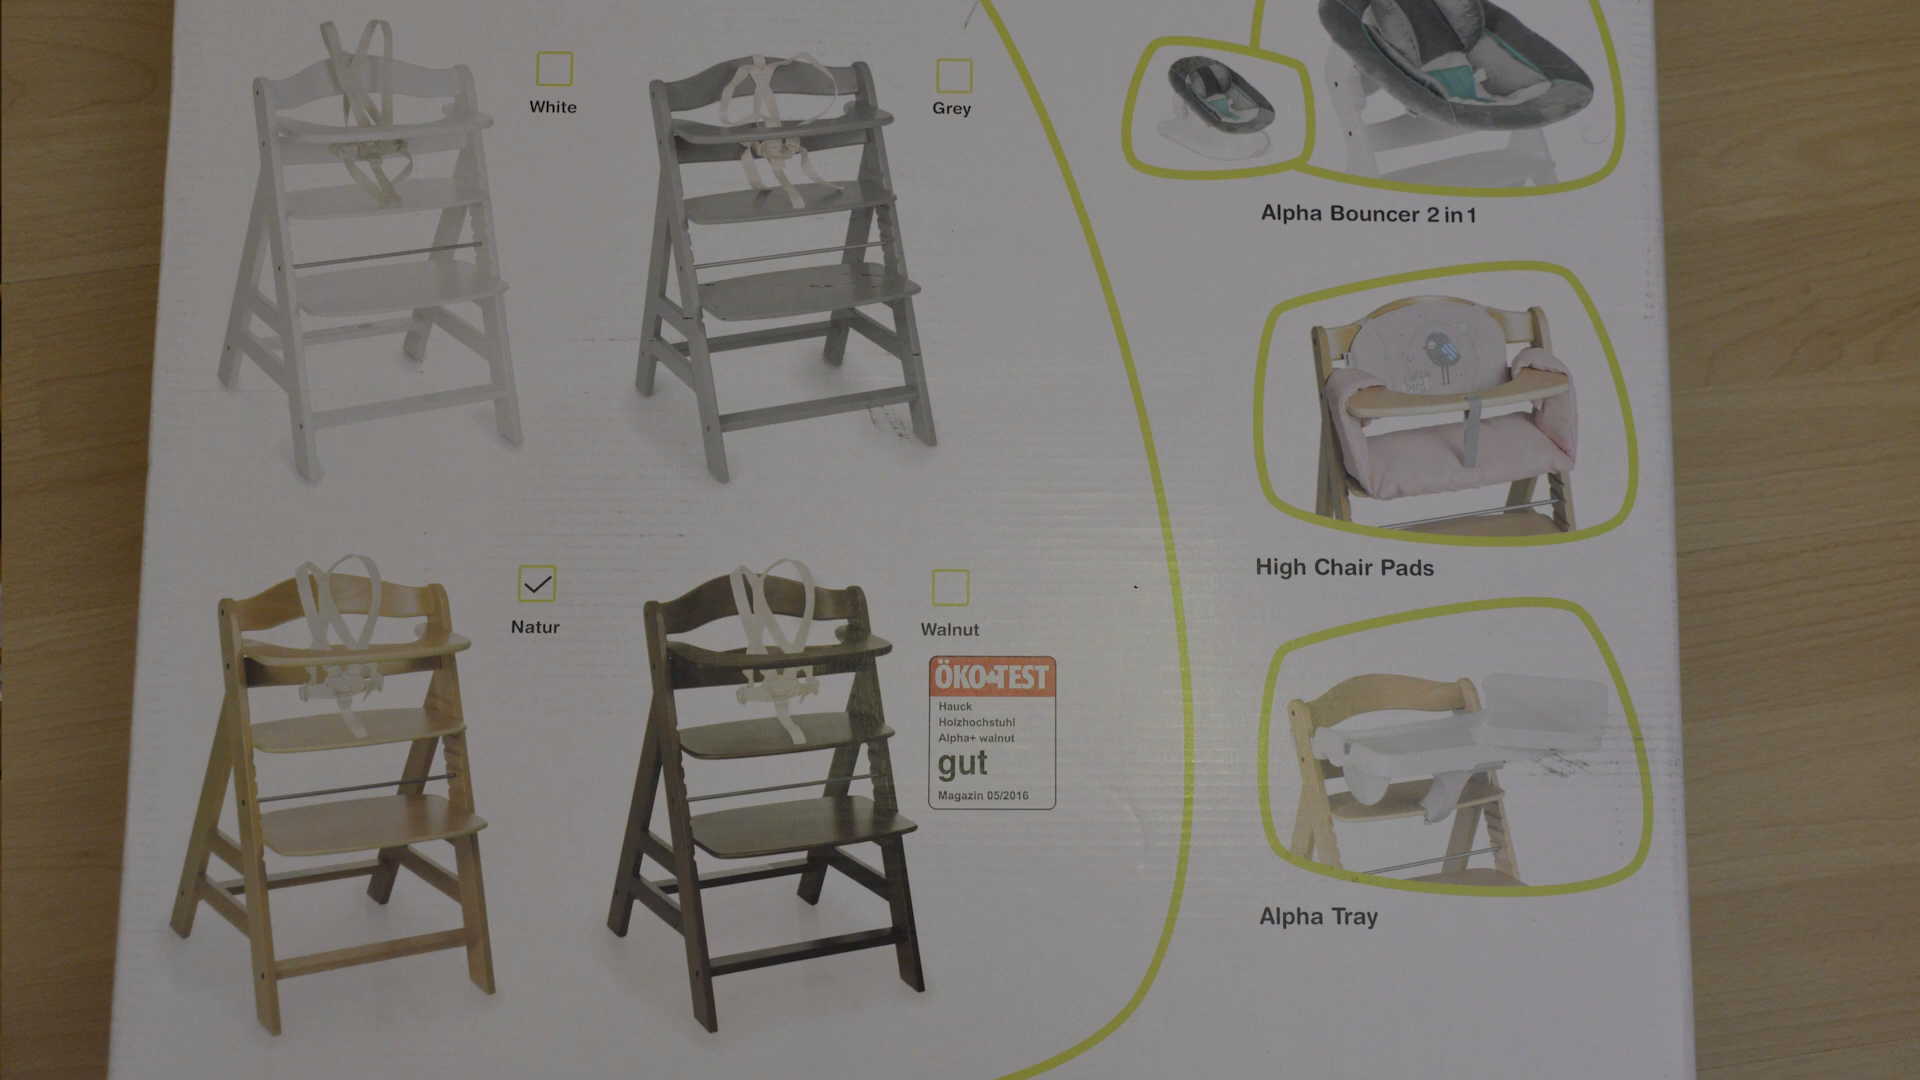 White
Grey
Alpha Bouncer 2 in 1
High Chair Pads
Natur
Walnut
ÖKO-TEST
Hauck
Holzhochstuhl
Alpha+ walnut
gut
Magazin 05/2016
Alpha Tray